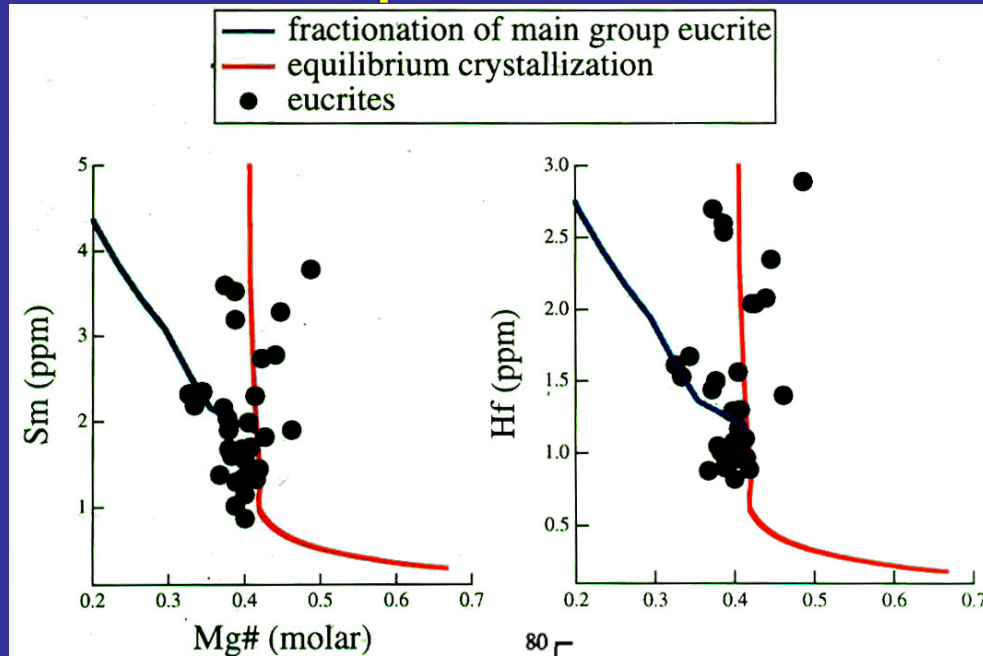 fractionation of main group eucrite
equilibrium crystallization
eucrites
5
4
3
2
1
Sm (ppm)
0.2 0.3 0.4 0.5 0.6 0.7
Mg# (molar)
3.0
2.5
2.0
1.5
1.0
0.5
Hf (ppm)
0.2 0.3 0.4 0.5 0.6 0.7
80